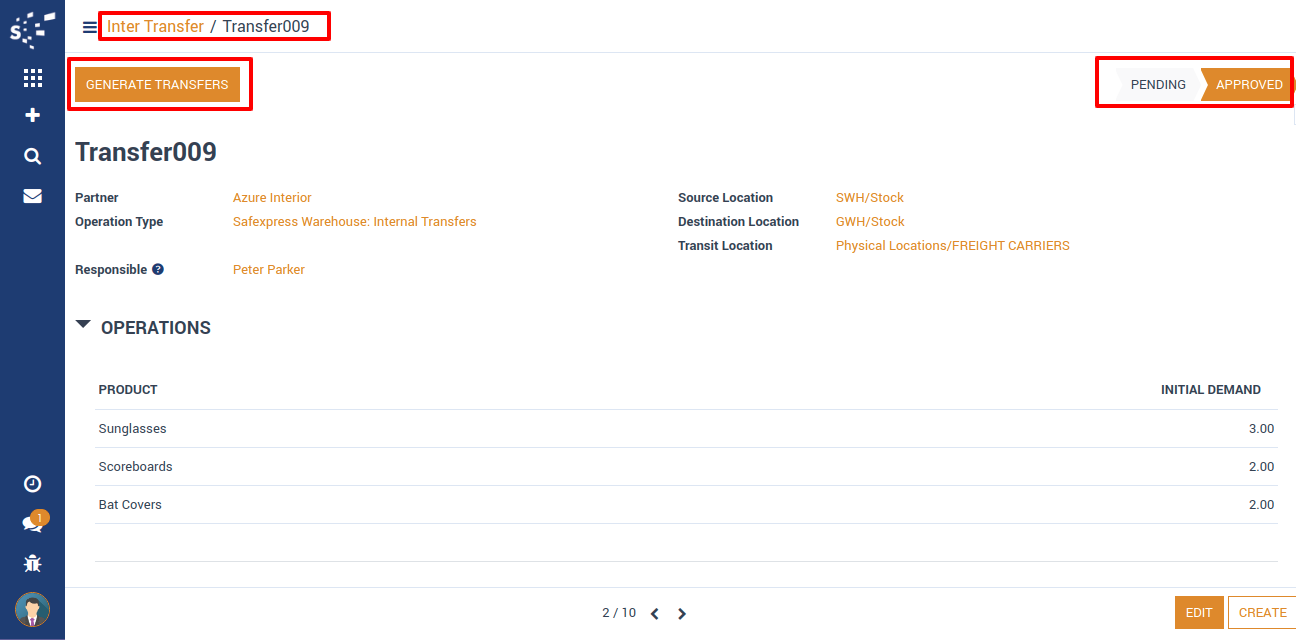 Inter Transfer / Transfer009
GENERATE TRANSFERS
PENDING APPROVED
Transfer009
Partner Azure Interior Source Location SWH/Stock
Operation Type Safexpress Warehouse: Internal Transfers Destination Location GWH/Stock
Transit Location Physical Locations/FREIGHT CARRIERS
Responsible ? Peter Parker
OPERATIONS
PRODUCT INITIAL DEMAND
Sunglasses 3.00
Scoreboards 2.00
Bat Covers 2.00
1
2 / 10
EDIT CREATE